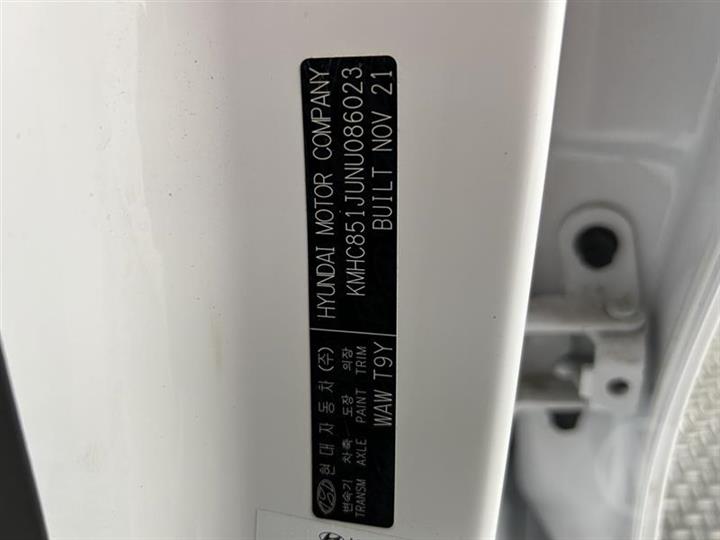 현대자동차(주) HYUNDAI MOTOR COMPANY
변속기 차축 도장 의장 KMHC851JUNU086023
TRANSM AXLE PAINT TRIM BUILT NOV 21
WAW T9Y